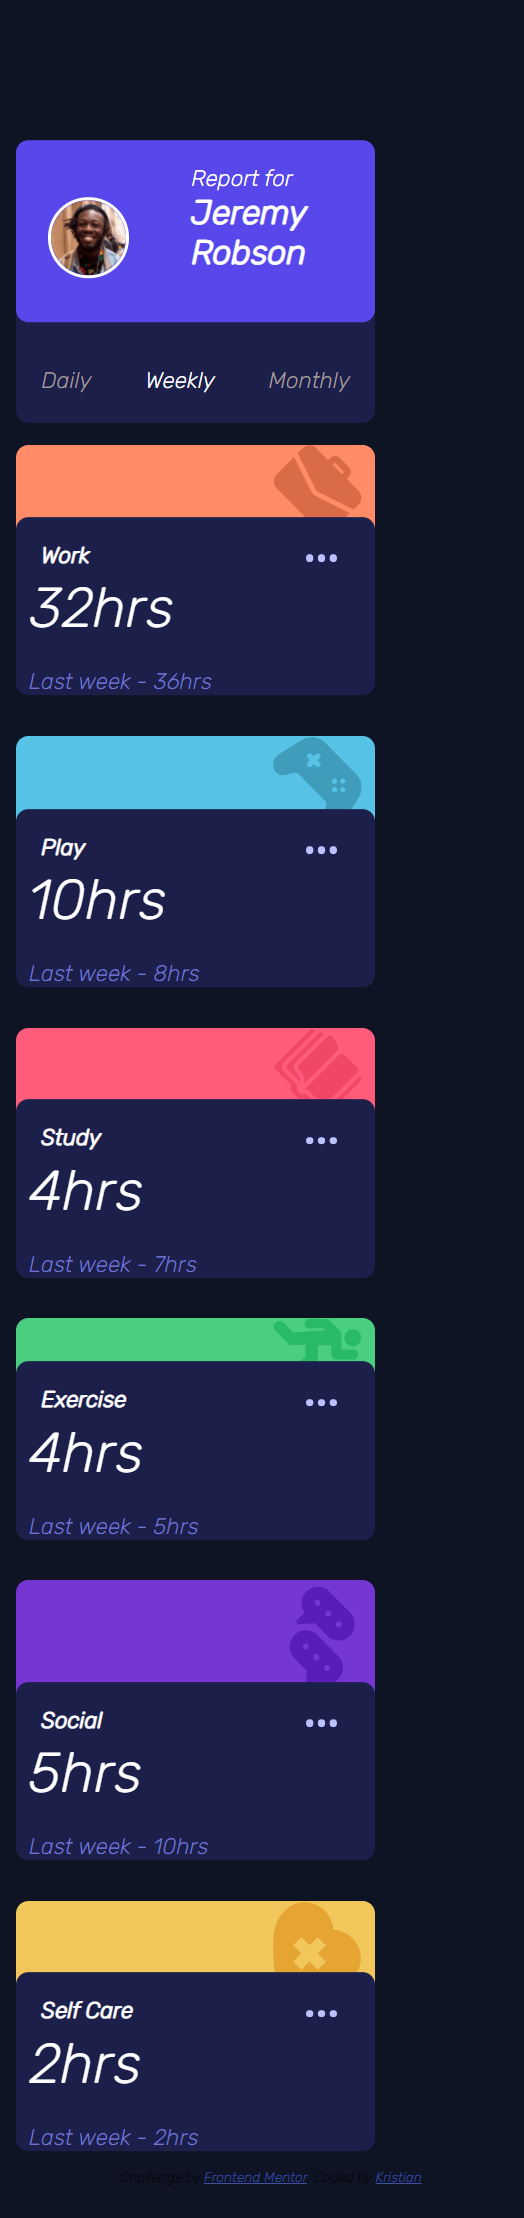 Report for
Jeremy
Robson
Daily Weekly Monthly
Work
32hrs
Last week - 36hrs
Play
10hrs
Last week - 8hrs
Study
4hrs
Last week - 7hrs
Exercise
4hrs
Last week - 5hrs
Social
5hrs
Last week - 10hrs
Self Care
2hrs
Last week - 2hrs
Challenge by Frontend Mentor. Coded by Kristian